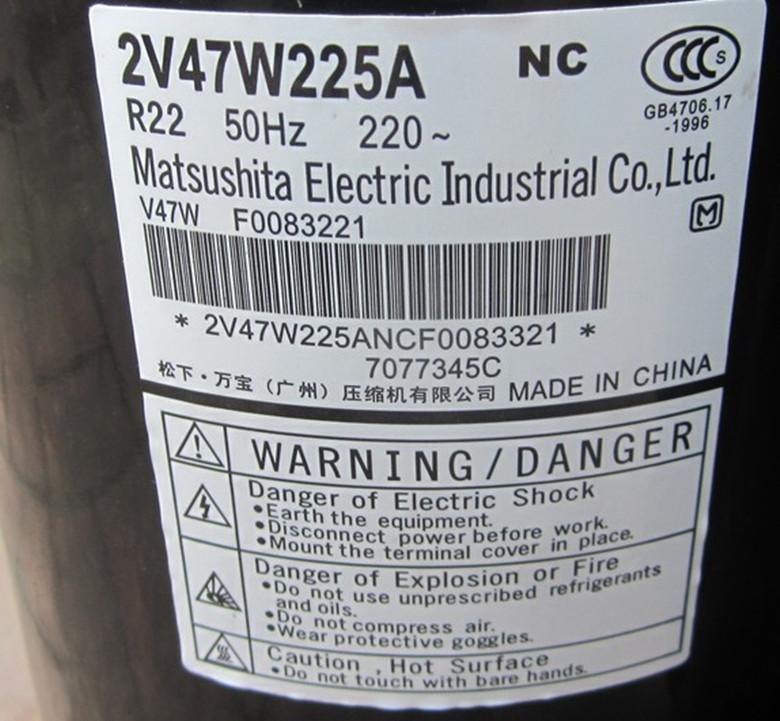 2V47W225A NC CCC S
R22 50Hz 220~
GB4706.17
-1996
Matsushita Electric Industrial Co.,Ltd.
V47W F0083221
M
* 2V47W225ANCF0083321 *
7077345C
松下·万宝（广州）压缩机有限公司 MADE IN CHINA
WARNING/DANGER
Danger of Electric Shock
•Earth the equipment.
•Disconnect power before work.
•Mount the terminal cover in place.
Danger of Explosion or Fire
•Do not use unprescribed refrigerants
and oils.
•Do not compress air.
•Wear protective goggles.
Caution , Hot Surface
•Do not touch with bare hands.